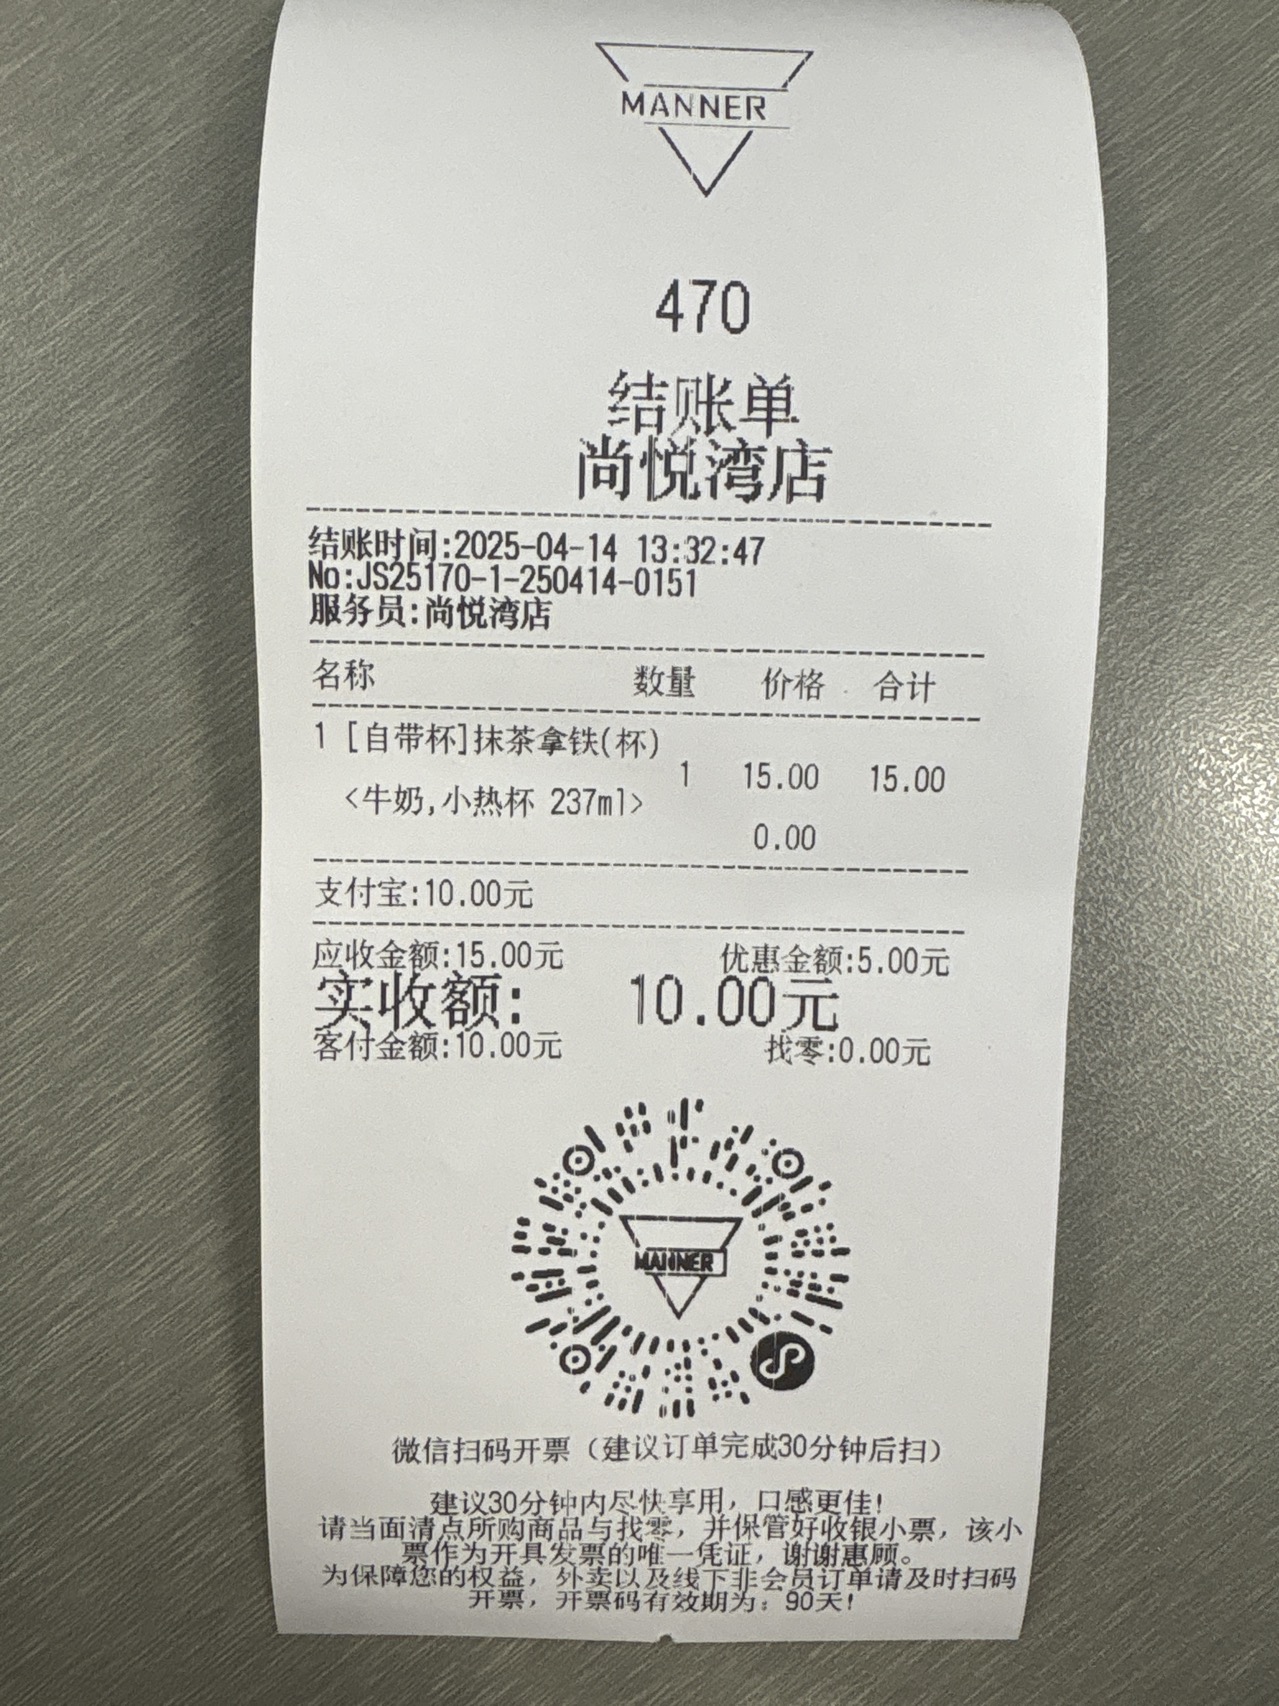 MANNER
470
结账单
尚悦湾店
结账时间:2025-04-14 13:32:47
No:JS25170-1-250414-0151
服务员:尚悦湾店
名称 数量 价格 合计
1 [自带杯]抹茶拿铁(杯)
1 15.00 15.00
<牛奶,小热杯 237ml>
0.00
支付宝:10.00元
应收金额:15.00元 优惠金额:5.00元
实收额: 10.00元
客付金额:10.00元 找零:0.00元
MANNER
微信扫码开票（建议订单完成30分钟后扫）
建议30分钟内尽快享用，口感更佳!
请当面清点所购商品与找零，并保管好收银小票，该小
票作为开具发票的唯一凭证，谢谢惠顾。
为保障您的权益，外卖以及线下非会员订单请及时扫码
开票，开票码有效期为：90天!